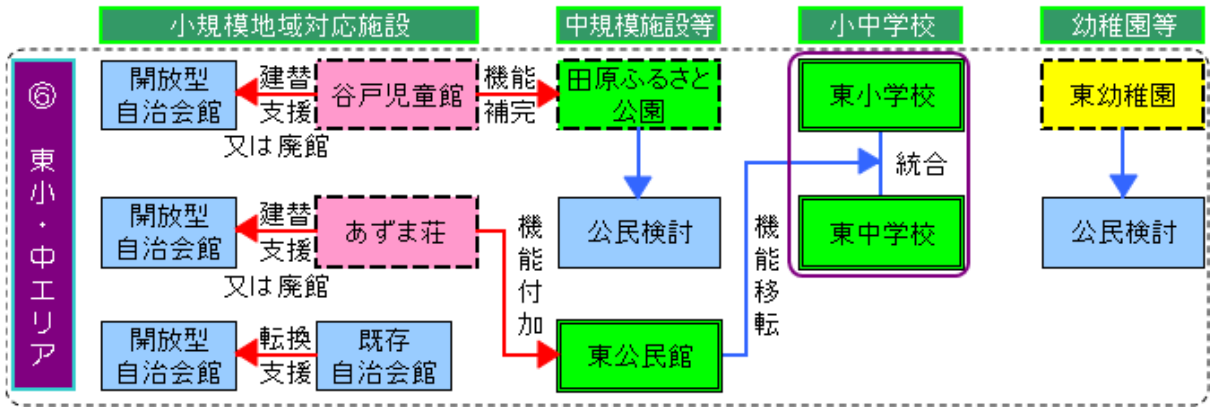 小規模地域対応施設
中規模施設等
小中学校
幼稚園等
⑥ 東小・中エリア
開放型
自治会館
建替
支援
又は廃館
谷戸児童館
機能
補完
田原ふるさと
公園
東小学校
東幼稚園
統合
開放型
自治会館
建替
支援
又は廃館
あずま荘
機能付加
公民検討
機能移転
東中学校
公民検討
開放型
自治会館
転換
支援
既存
自治会館
東公民館